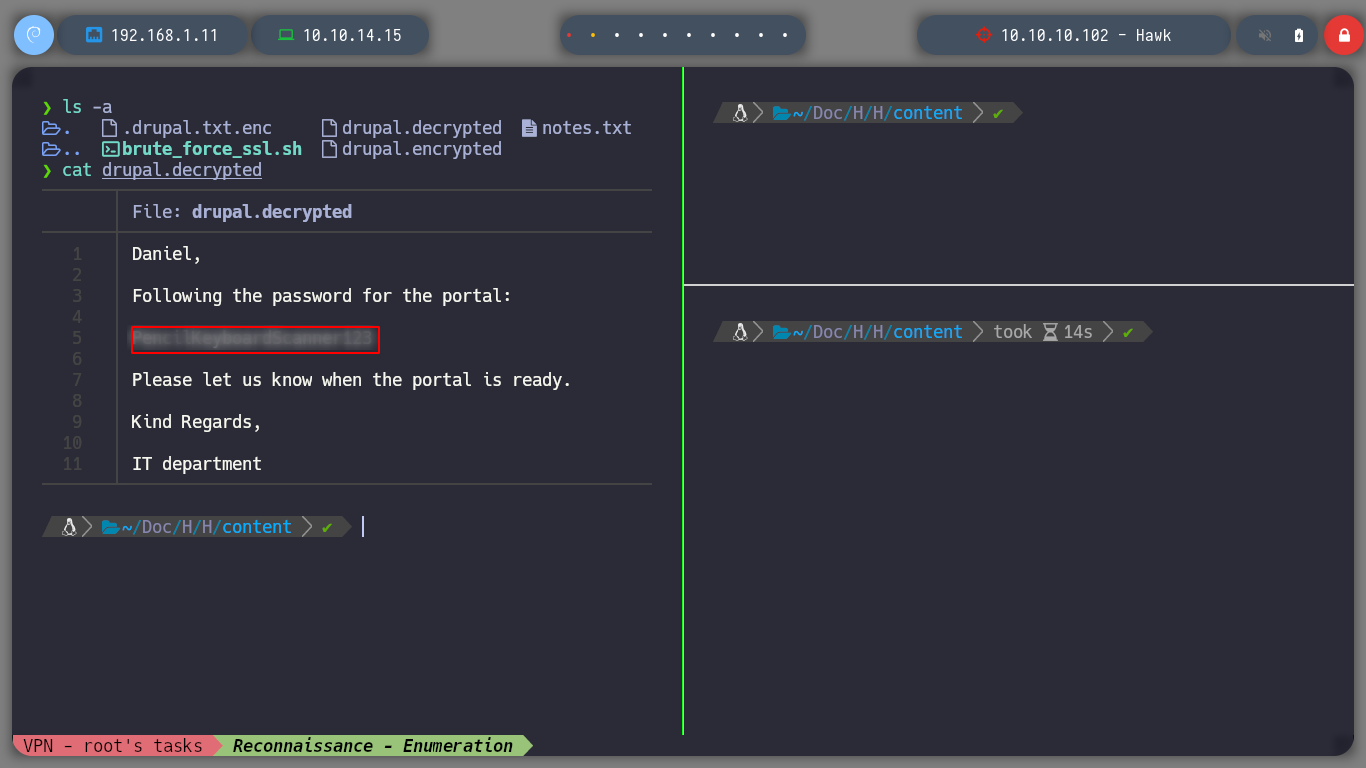 192.168.1.11
10.10.14.15
10.10.10.102 - Hawk
❯ ls -a
. .drupal.txt.enc drupal.decrypted notes.txt
.. brute_force_ssl.sh drupal.encrypted
❯ cat drupal.decrypted
File: drupal.decrypted
1 Daniel,
2
3 Following the password for the portal:
4
5
6
7 Please let us know when the portal is ready.
8
9 Kind Regards,
10
11 IT department
~/Doc/H/H/content ✔
~/Doc/H/H/content ✔
~/Doc/H/H/content took 14s ✔
VPN - root's tasks Reconnaissance - Enumeration